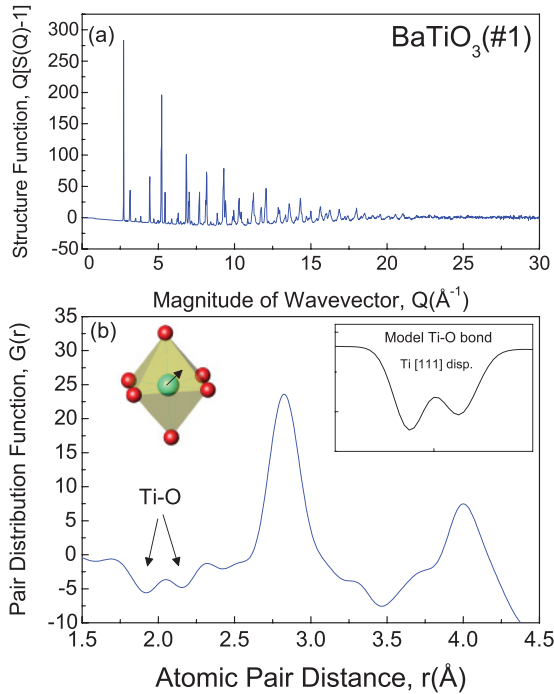 (a)
BaTiO3(#1)
Structure Function, Q[S(Q)-1]
300
250
200
150
100
50
0
-50
0 5 10 15 20 25 30
Magnitude of Wavevector, Q(Å-1)
(b)
Pair Distribution Function, G(r)
35
30
25
20
15
10
5
0
-5
-10
Model Ti-O bond
Ti [111] disp.
Ti-O
1.5 2.0 2.5 3.0 3.5 4.0 4.5
Atomic Pair Distance, r(Å)